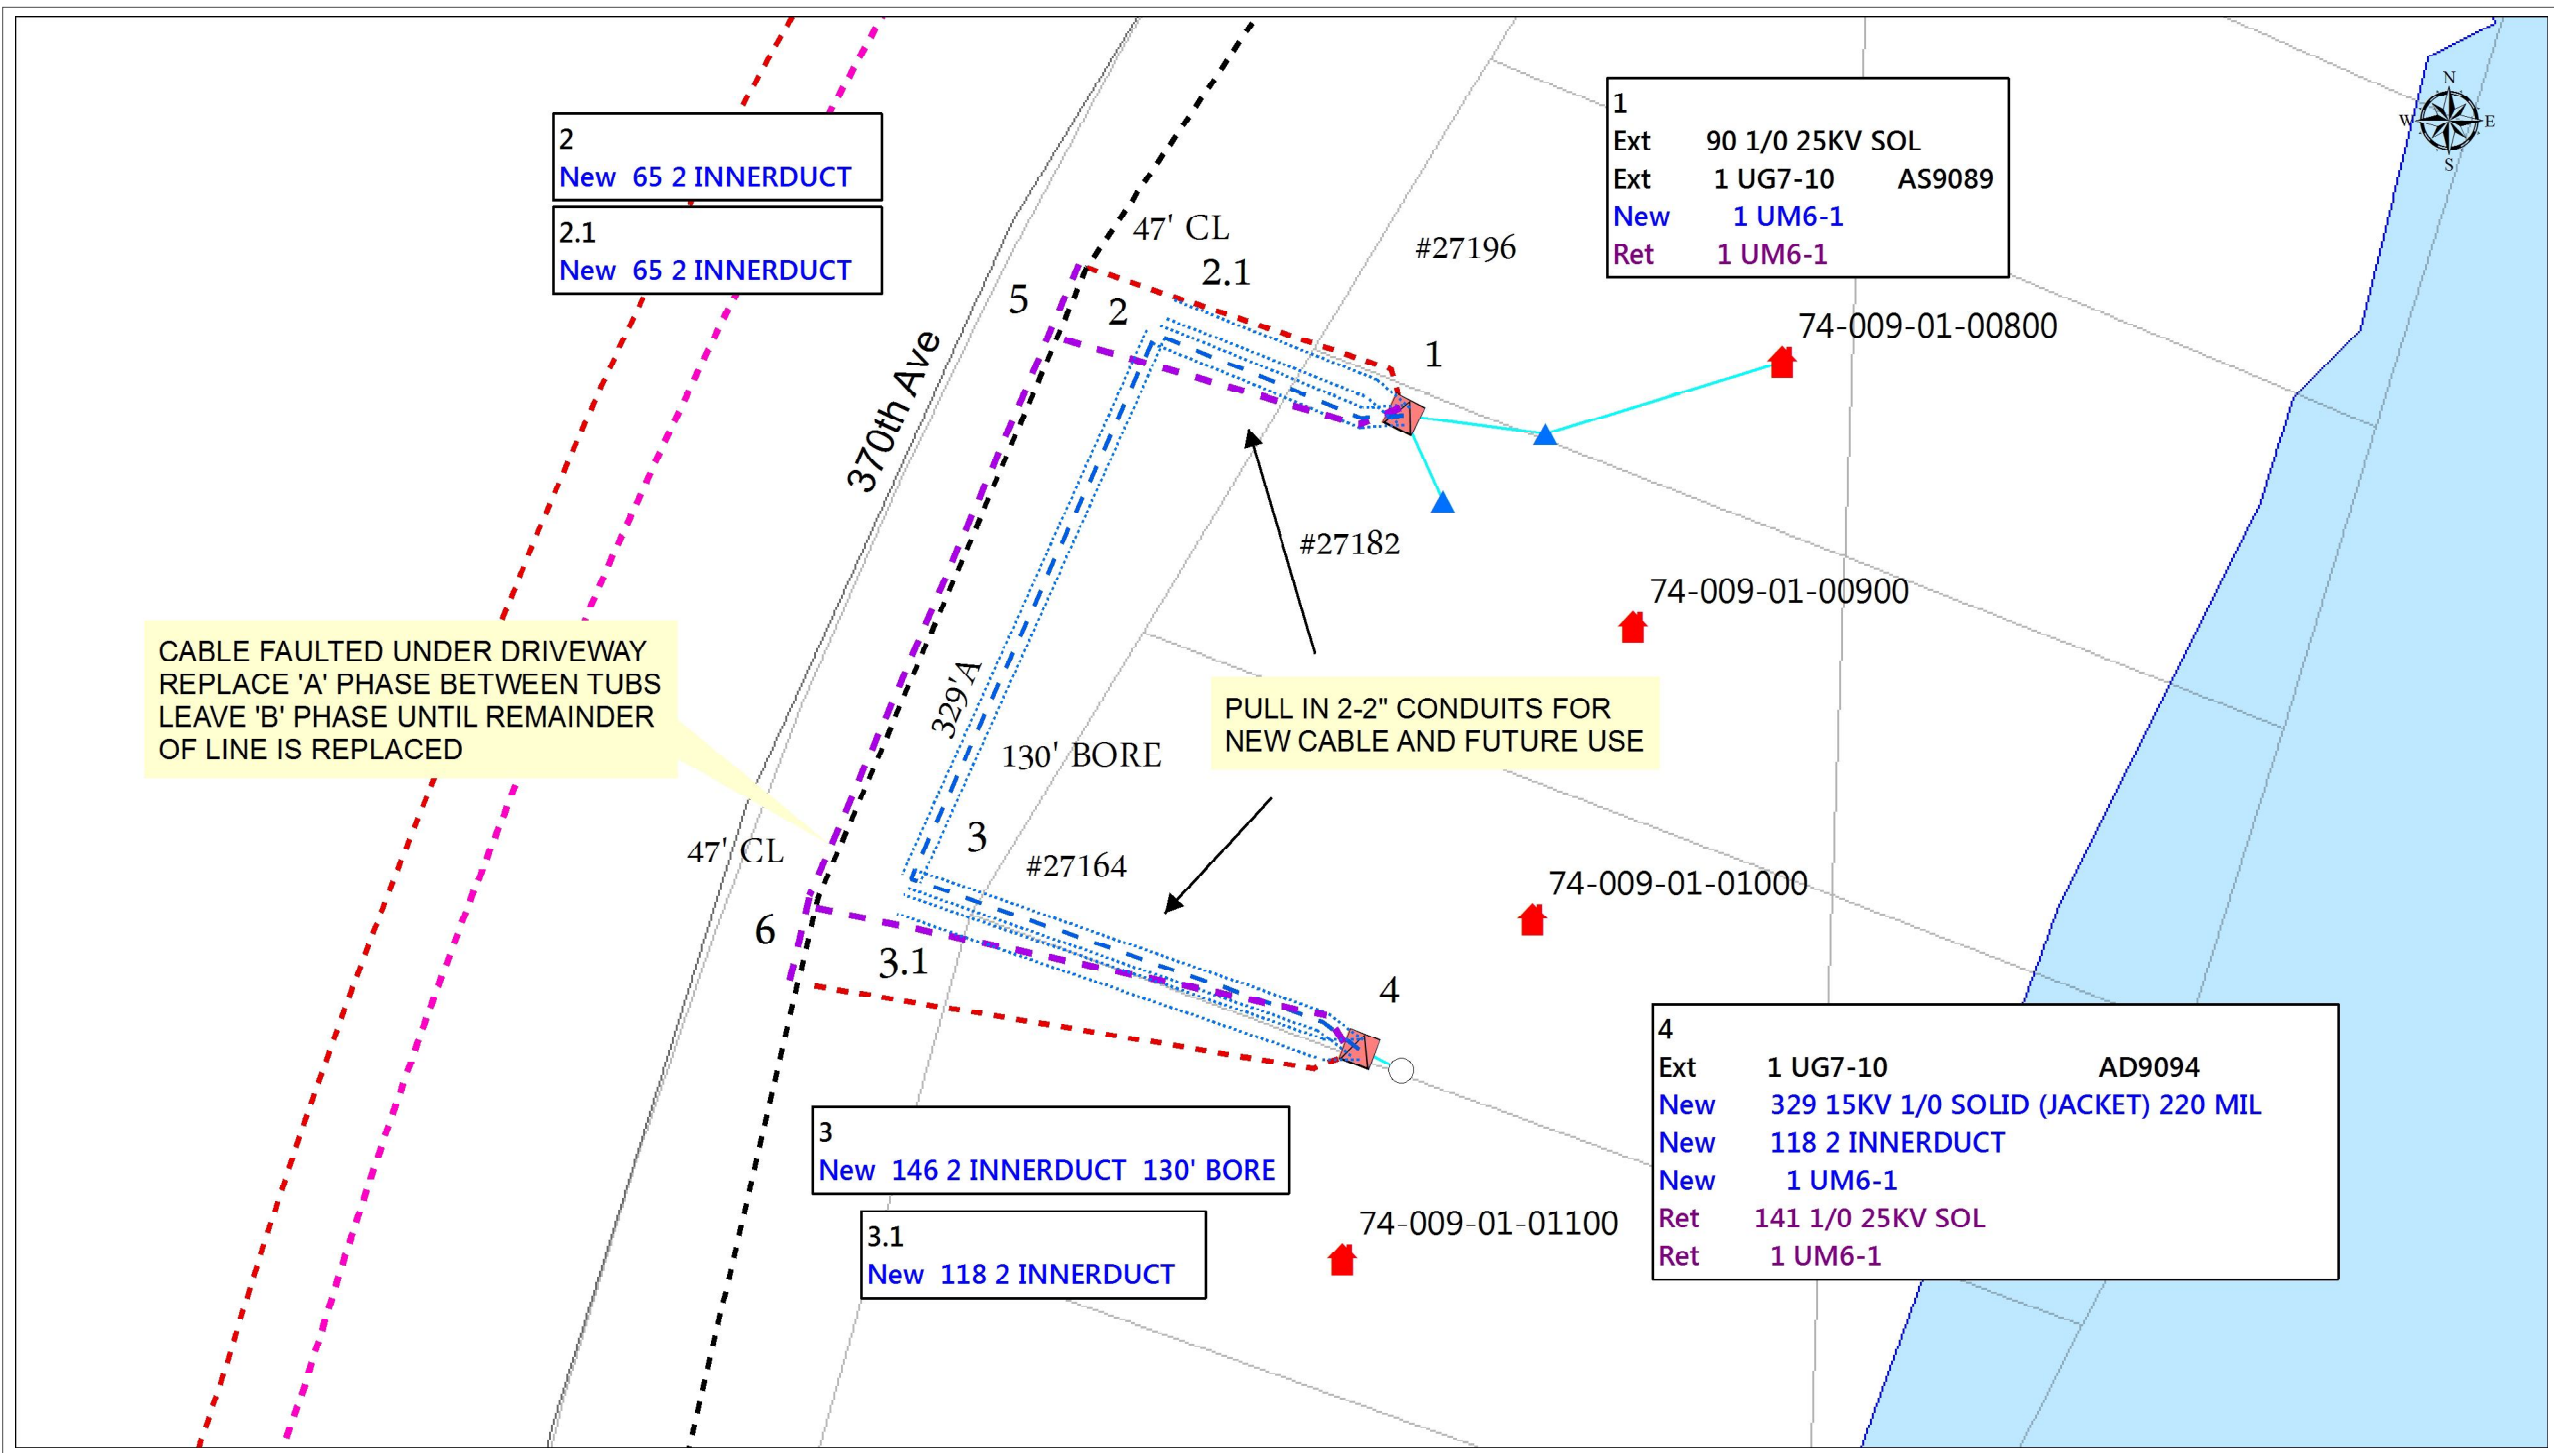 N
W E
S
2
New 65 2 INNERDUCT
2.1
New 65 2 INNERDUCT
1
Ext 90 1/0 25KV SOL
Ext 1 UG7-10 AS9089
New 1 UM6-1
Ret 1 UM6-1
47' CL
2.1
#27196
5
2
1
74-009-01-00800
370th Ave
#27182
74-009-01-00900
CABLE FAULTED UNDER DRIVEWAY
REPLACE 'A' PHASE BETWEEN TUBS
LEAVE 'B' PHASE UNTIL REMAINDER
OF LINE IS REPLACED
329'A
PULL IN 2-2" CONDUITS FOR
NEW CABLE AND FUTURE USE
130' BORE
3
47' CL
#27164
74-009-01-01000
6
3.1
4
4
Ext 1 UG7-10 AD9094
New 329 15KV 1/0 SOLID (JACKET) 220 MIL
New 118 2 INNERDUCT
New 1 UM6-1
Ret 141 1/0 25KV SOL
Ret 1 UM6-1
3
New 146 2 INNERDUCT 130' BORE
3.1
New 118 2 INNERDUCT
74-009-01-01100